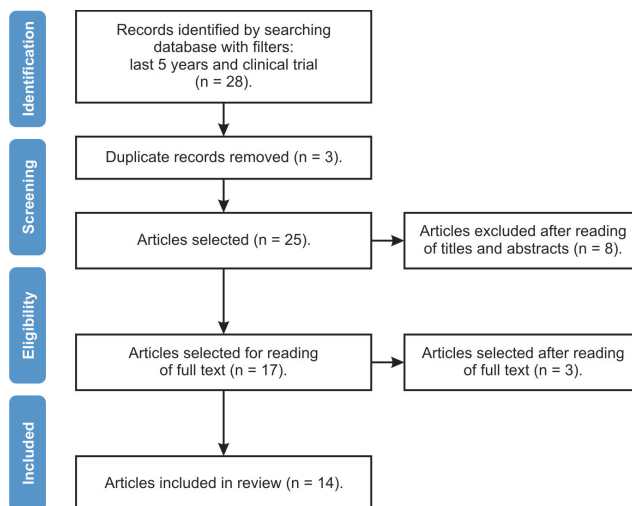 Identification
Records identified by searching
database with filters:
last 5 years and clinical trial
(n = 28).
Screening
Duplicate records removed (n = 3).
Articles selected (n = 25).
Articles excluded after reading
of titles and abstracts (n = 8).
Eligibility
Articles selected for reading
of full text (n = 17).
Articles selected after reading
of full text (n = 3).
Included
Articles included in review (n = 14).